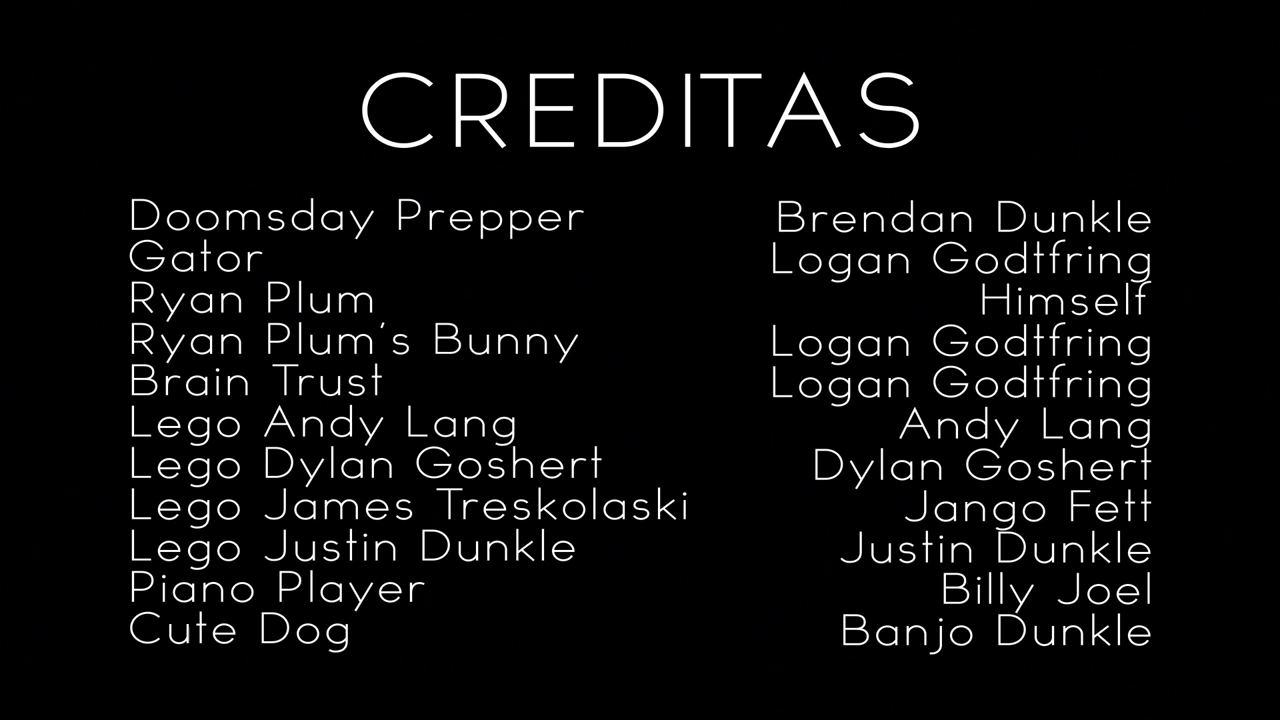 CREDITAS
Doomsday Prepper Brendan Dunkle
Gator Logan Godtfring
Ryan Plum Himself
Ryan Plum's Bunny Logan Godtfring
Brain Trust Logan Godtfring
Lego Andy Lang Andy Lang
Lego Dylan Goshert Dylan Goshert
Lego James Treskolaski Jango Fett
Lego Justin Dunkle Justin Dunkle
Piano Player Billy Joel
Cute Dog Banjo Dunkle